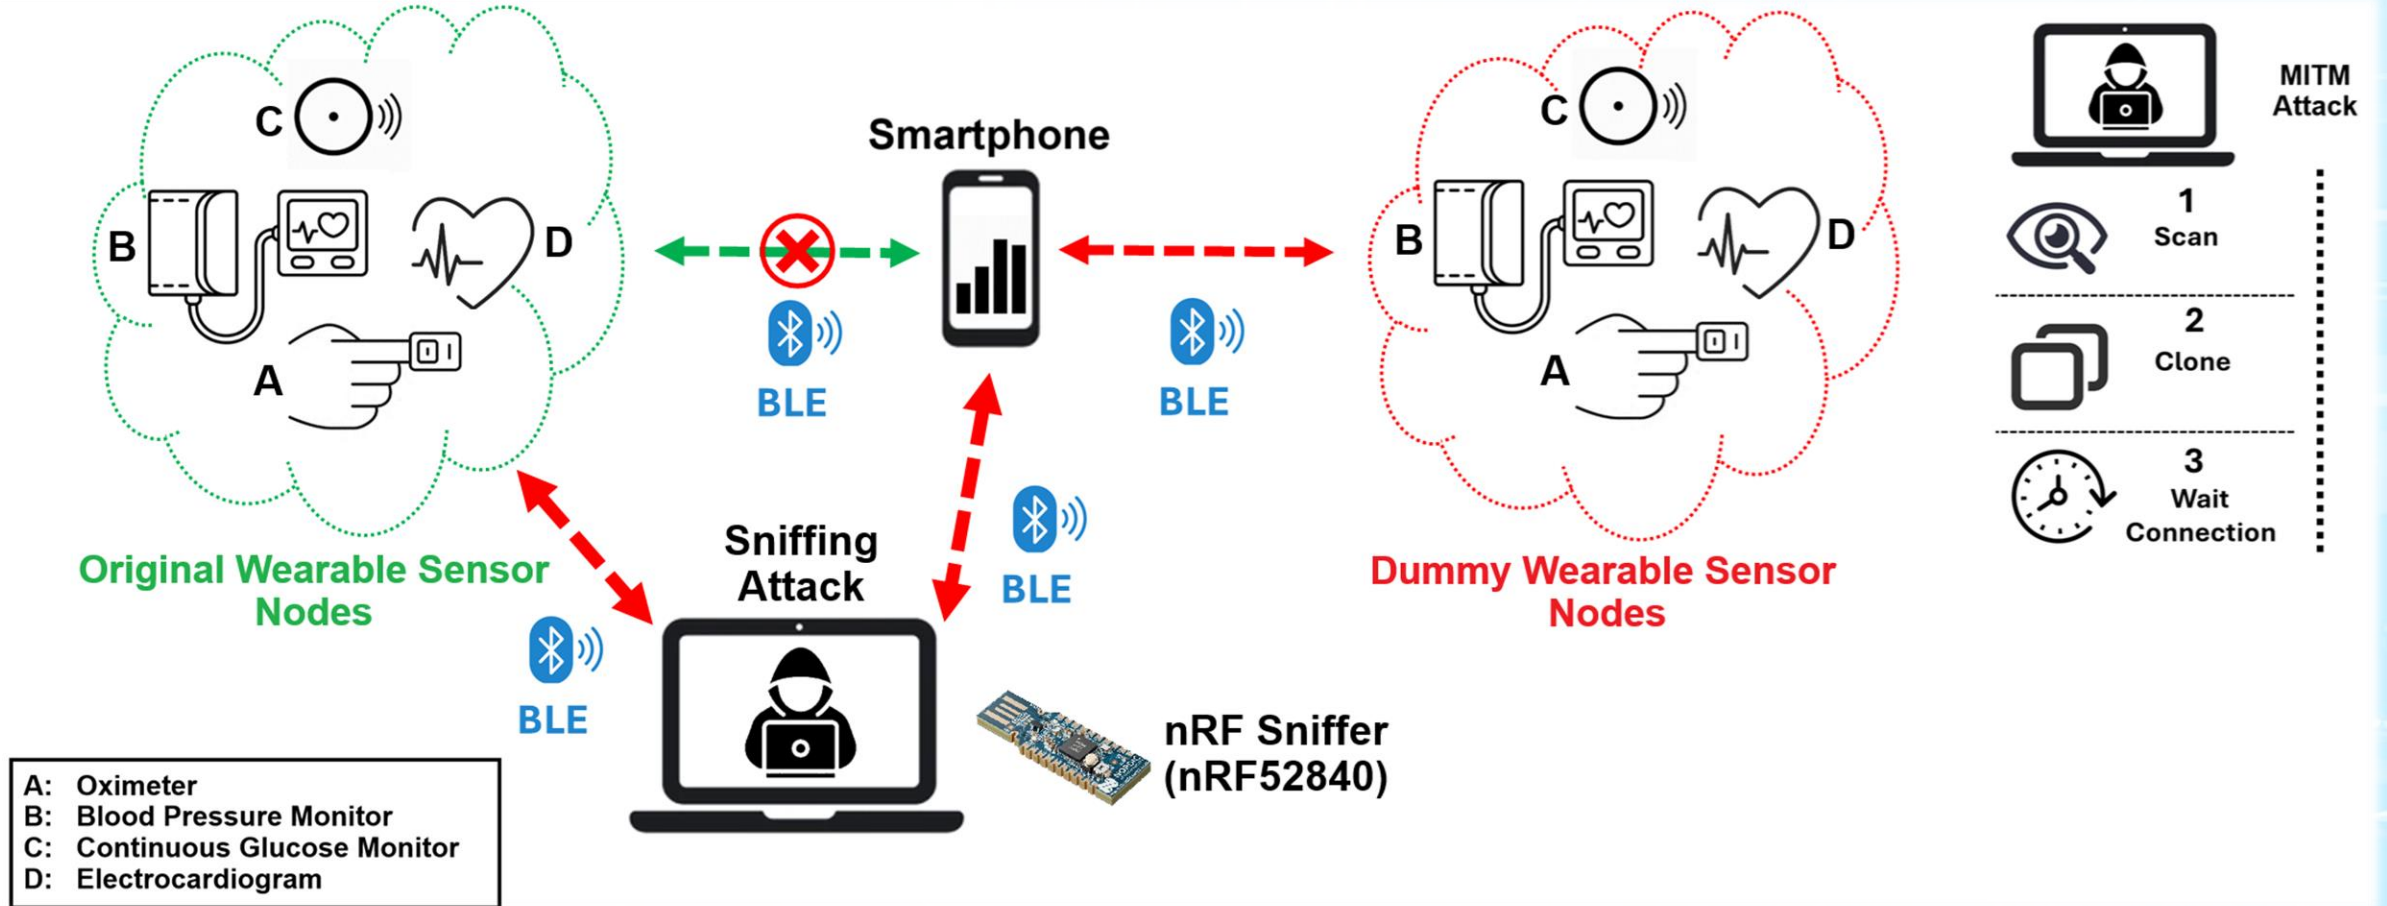 C
B
D
A
Original Wearable Sensor
Nodes
Smartphone
BLE
BLE
Sniffing
Attack
BLE
BLE
nRF Sniffer
(nRF52840)
C
B
D
A
Dummy Wearable Sensor
Nodes
MITM
Attack
1
Scan
2
Clone
3
Wait
Connection
A: Oximeter
B: Blood Pressure Monitor
C: Continuous Glucose Monitor
D: Electrocardiogram